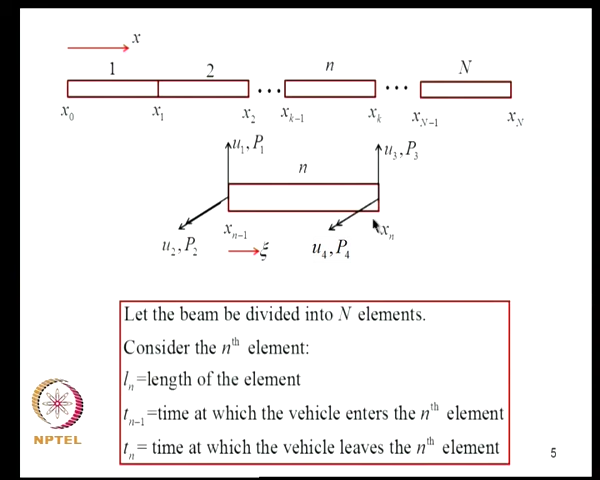 x
1 2 ... n ... N
x₀ x₁ x₂ xₖ₋₁ xₖ x_N₋₁ x_N
u₁, P₁ u₃, P₃
n
xₙ₋₁ xₙ
u₂, P₂ ξ u₄, P₄
Let the beam be divided into N elements.
Consider the nᵗʰ element:
lₙ=length of the element
tₙ₋₁=time at which the vehicle enters the nᵗʰ element
tₙ= time at which the vehicle leaves the nᵗʰ element
NPTEL
5